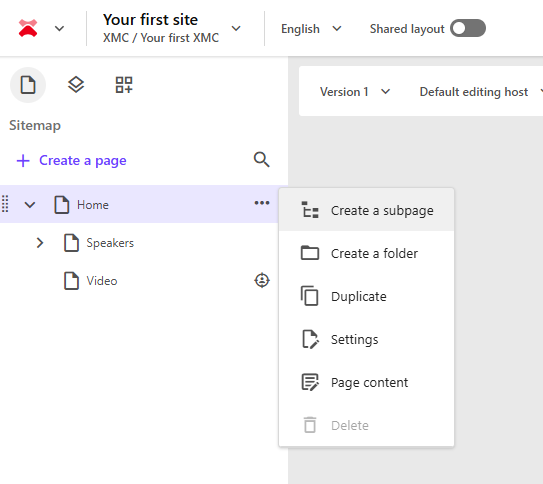 Your first site
XMC / Your first XMC
English
Shared layout
Version 1
Default editing host
Sitemap
Create a page
Home
Speakers
Video
Create a subpage
Create a folder
Duplicate
Settings
Page content
Delete